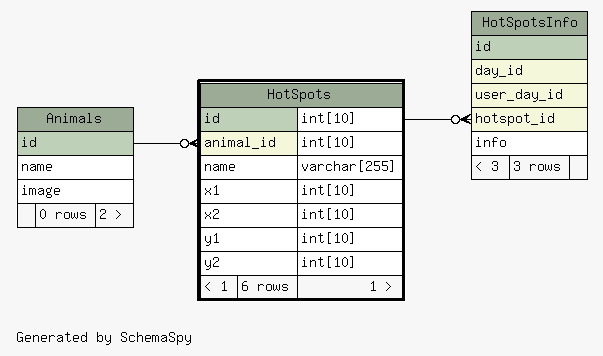 Animals
id
name
image
0 rows 2 >
HotSpots
id int[10]
animal_id int[10]
name varchar[255]
x1 int[10]
x2 int[10]
y1 int[10]
y2 int[10]
< 1 6 rows 1 >
HotSpotsInfo
id
day_id
user_day_id
hotspot_id
info
< 3 3 rows
Generated by SchemaSpy